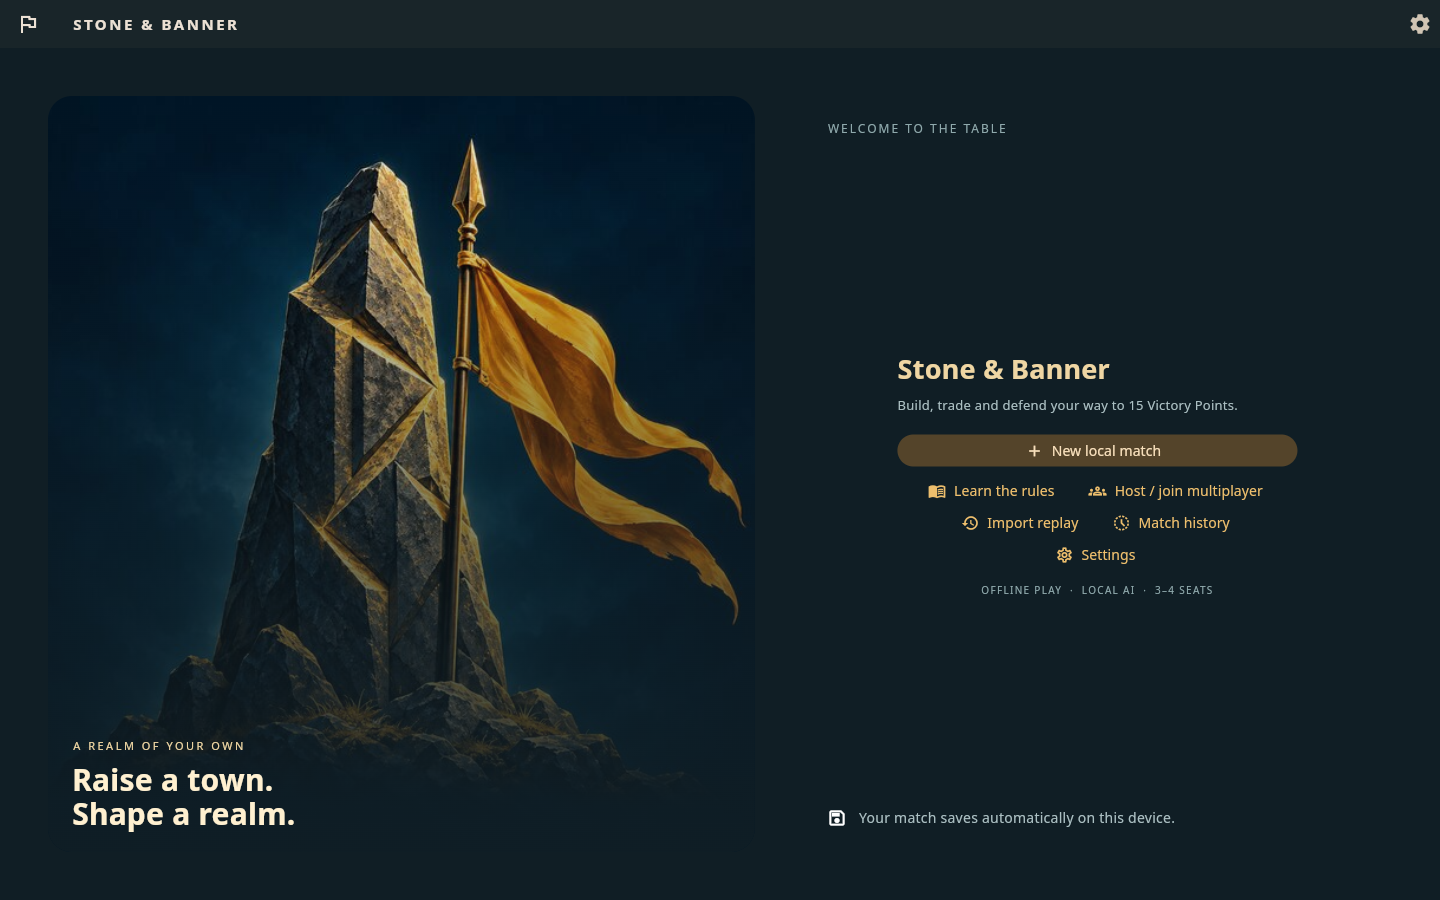 STONE & BANNER
WELCOME TO THE TABLE
Stone & Banner
Build, trade and defend your way to 15 Victory Points.
New local match
Learn the rules
Host / join multiplayer
Import replay
Match history
Settings
OFFLINE PLAY · LOCAL AI · 3–4 SEATS
A REALM OF YOUR OWN
Raise a town.
Shape a realm.
Your match saves automatically on this device.